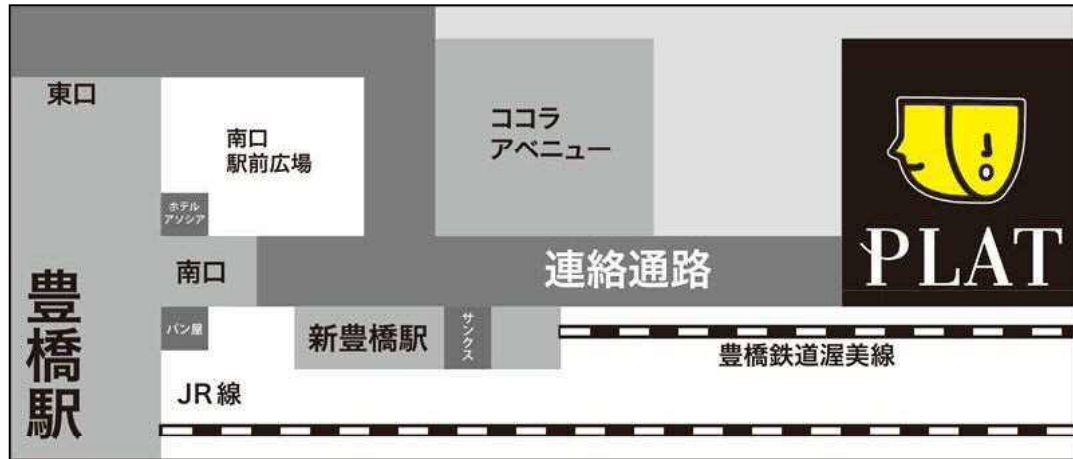 東口
南口
駅前広場
ココラ
アベニュー
ホテル
アソシア
PLAT
南口
連絡通路
豊橋駅
パン屋
新豊橋駅
サンクス
豊橋鉄道渥美線
JR線